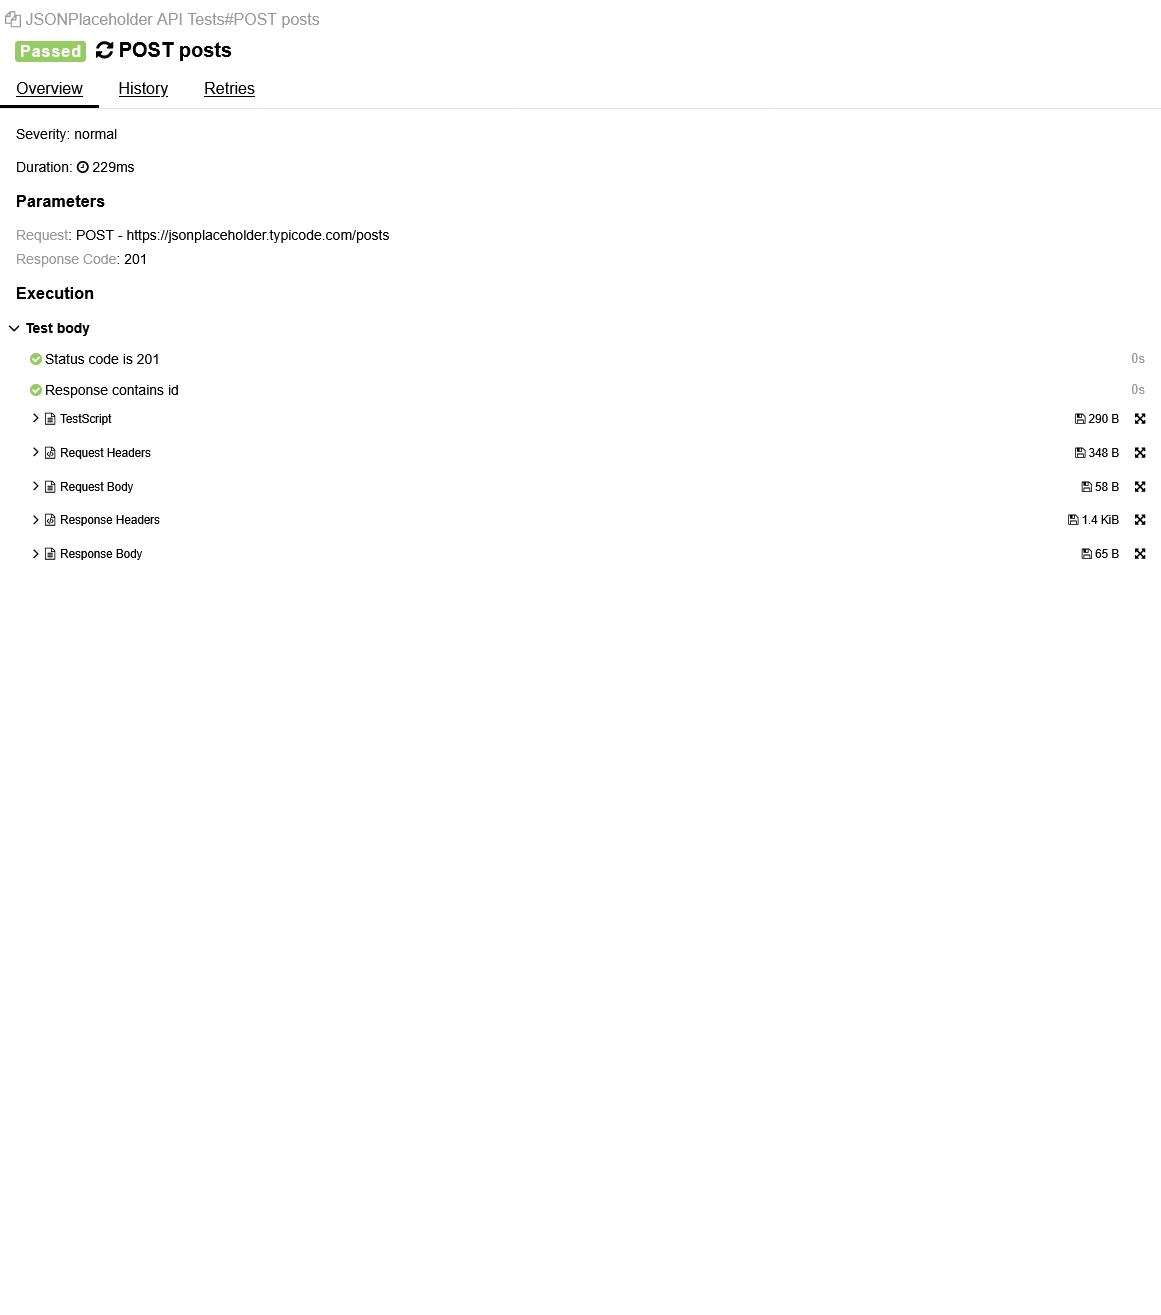 JSONPlaceholder API Tests#POST posts
Passed POST posts
Overview History Retries
Severity: normal
Duration: 229ms
Parameters
Request: POST - https://jsonplaceholder.typicode.com/posts
Response Code: 201
Execution
Test body
Status code is 201 0s
Response contains id 0s
TestScript 290 B
Request Headers 348 B
Request Body 58 B
Response Headers 1.4 KiB
Response Body 65 B